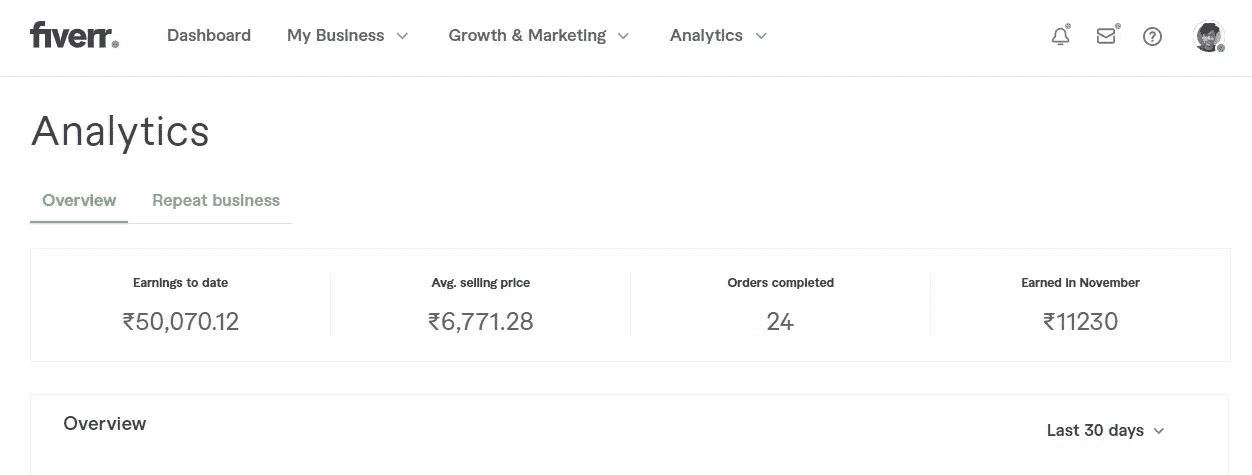 fiverr.
Dashboard My Business Growth & Marketing Analytics
Analytics
Overview Repeat business
Earnings to date Avg. selling price Orders completed Earned in November
₹50,070.12 ₹6,771.28 24 ₹11230
Overview
Last 30 days